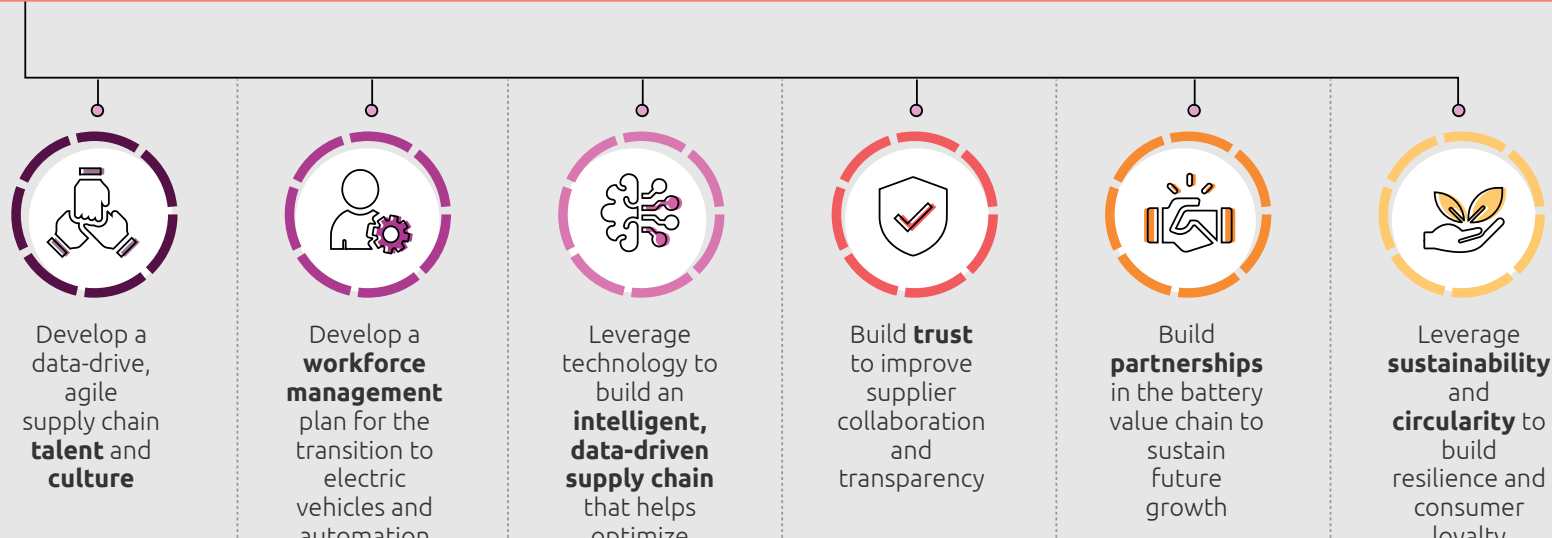 Develop a
data-drive,
agile
supply chain
talent and
culture
Develop a
workforce
management
plan for the
transition to
electric
vehicles and
automation
Leverage
technology to
build an
intelligent,
data-driven
supply chain
that helps
optimize
Build trust
to improve
supplier
collaboration
and
transparency
Build
partnerships
in the battery
value chain to
sustain
future
growth
Leverage
sustainability
and
circularity to
build
resilience and
consumer
loyalty